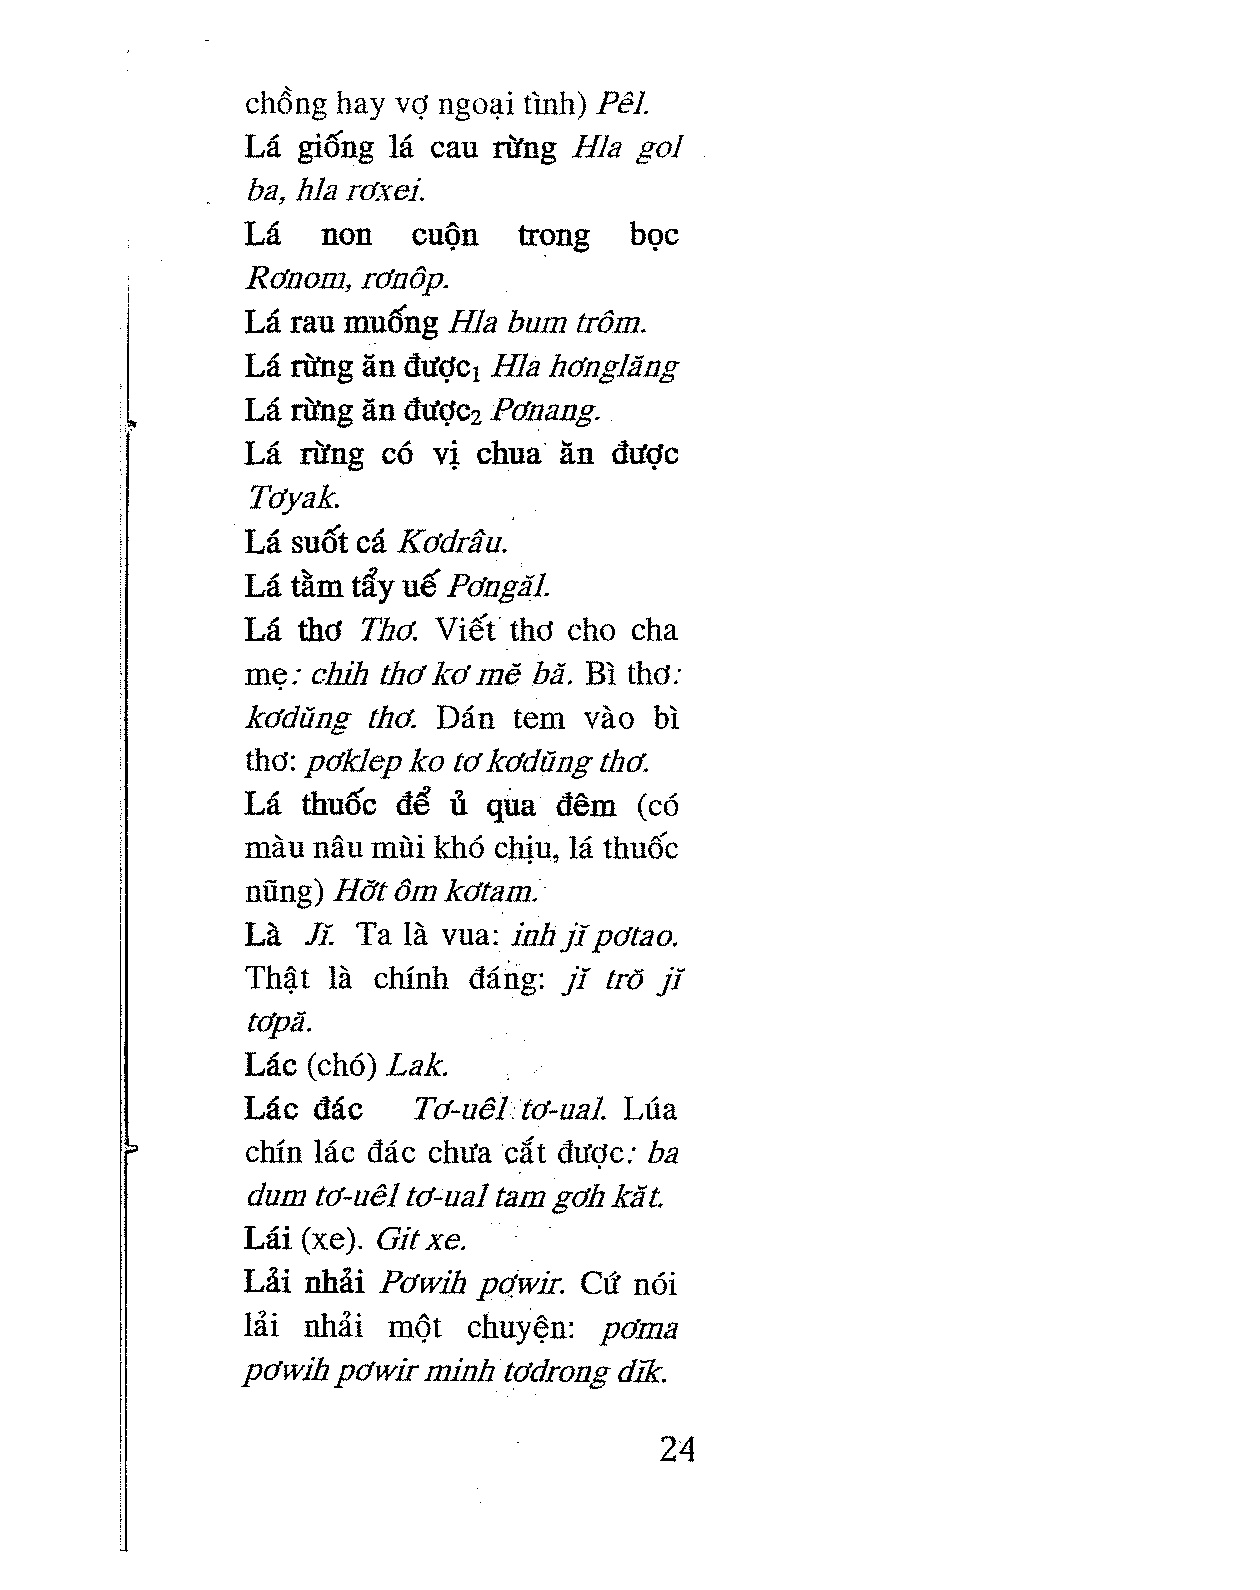 chồng hay vợ ngoại tình) Pêl.
Lá giống lá cau rừng Hla gol
ba, hla rơxei.
Lá non cuộn trong bọc
Rơnom, rơnôp.
Lá rau muống Hla bum trôm.
Lá rừng ăn được₁ Hla hơnglăng
Lá rừng ăn được₂ Pơnang.
Lá rừng có vị chua ăn được
Tơyak.
Lá suốt cá Kơdrâu.
Lá tằm tẩy uế Pơngăl.
Lá thơ Thơ. Viết thơ cho cha
mẹ: chih thơ kơ mĕ bă. Bì thơ:
kơdŭng thơ. Dán tem vào bì
thơ: pơklep ko tơ kơdŭng thơ.
Lá thuốc để ủ qua đêm (có
màu nâu mùi khó chịu, lá thuốc
nũng) Hơ̆t ôm kơtam.
Là Jĭ. Ta là vua: inh jĭ pơtao.
Thật là chính đáng: jĭ trŏ jĭ
tơpă.
Lác (chó) Lak.
Lác đác Tơ-uêl tơ-ual. Lúa
chín lác đác chưa cắt được: ba
dum tơ-uêl tơ-ual tam gơh kăt.
Lái (xe). Git xe.
Lải nhải Pơwih pơwir. Cứ nói
lải nhải một chuyện: pơma
pơwih pơwir minh tơdrong dĭk.
24